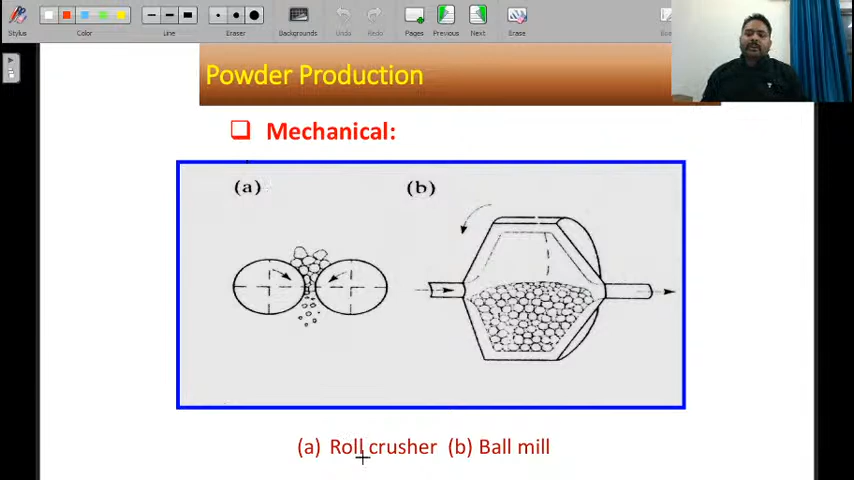 Stylus
Color
Line
Eraser
Backgrounds
Undo
Redo
Pages
Previous
Next
Erase
Powder Production
Mechanical:
(a)
(b)
(a) Roll crusher (b) Ball mill